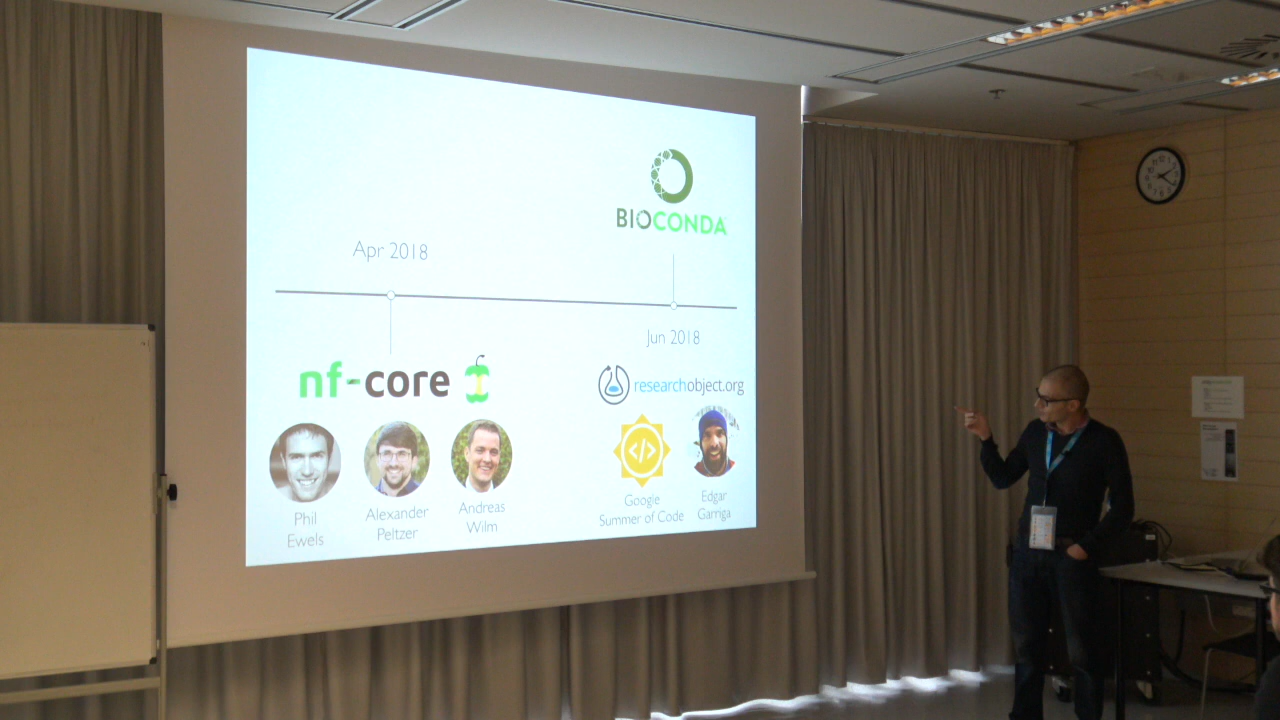 BIOCONDA
Apr 2018
Jun 2018
nf-core
researchobject.org
</>
Phil
Ewels
Alexander
Peltzer
Andreas
Wilm
Google
Summer of Code
Edgar
Garriga